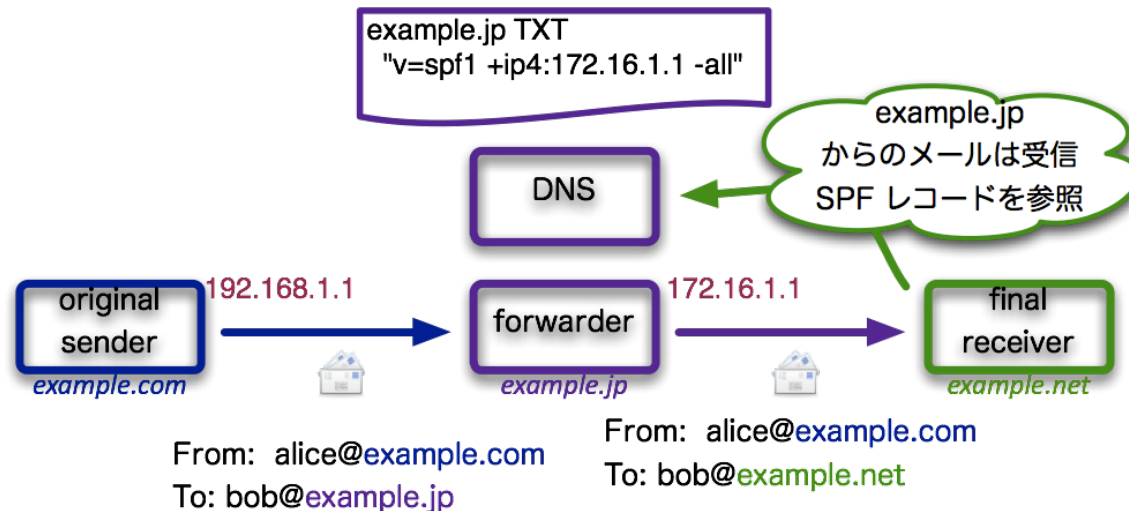 example.jp TXT
"v=spf1 +ip4:172.16.1.1 -all"
example.jp
からのメールは受信
SPF レコードを参照
DNS
original
sender
192.168.1.1
forwarder
172.16.1.1
final
receiver
example.com
example.jp
example.net
From: alice@example.com
To: bob@example.jp
From: alice@example.com
To: bob@example.net